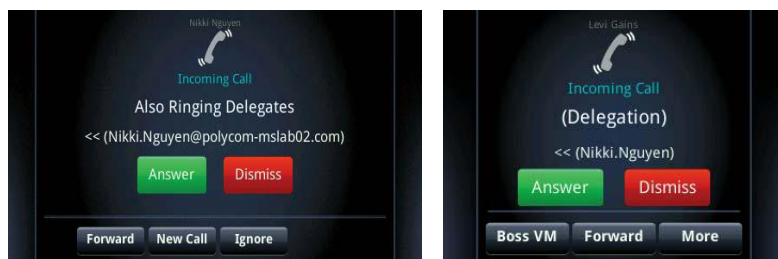 Nikki Nguyen
Incoming Call
Also Ringing Delegates
<< (Nikki.Nguyen@polycom-mslab02.com)
Answer Dismiss
Forward New Call Ignore
Levi Gains
Incoming Call
(Delegation)
<< (Nikki.Nguyen)
Answer Dismiss
Boss VM Forward More